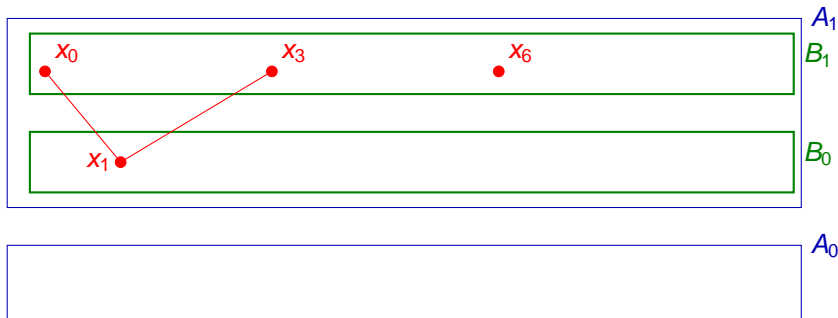 A₁
x₀ x₃ x₆ B₁
x₁ B₀
A₀